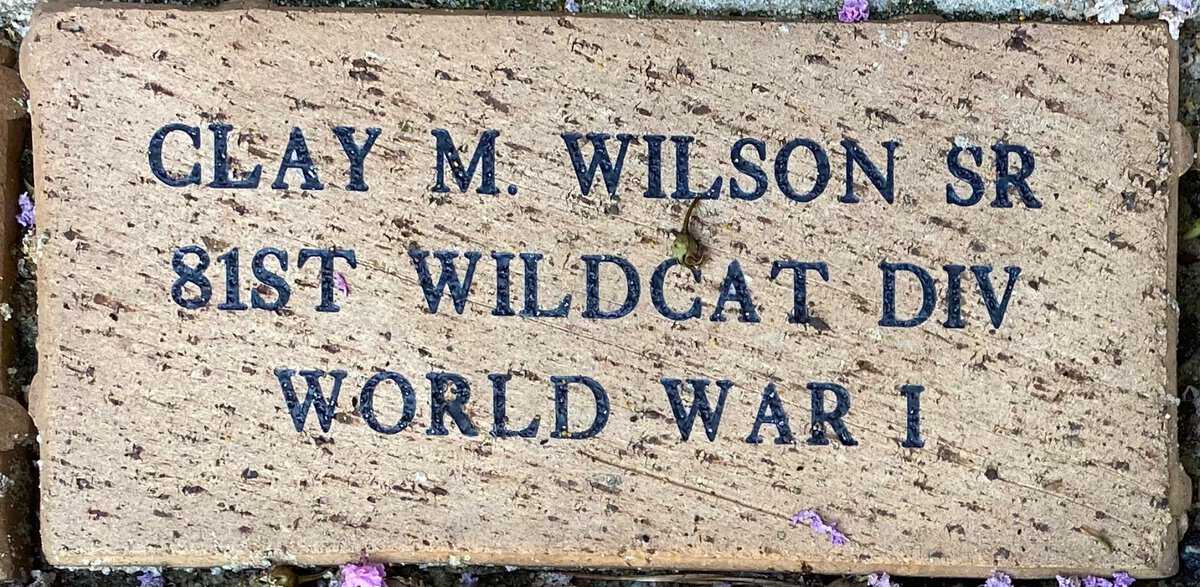 CLAY M. WILSON SR
81ST WILDCAT DIV
WORLD WAR I